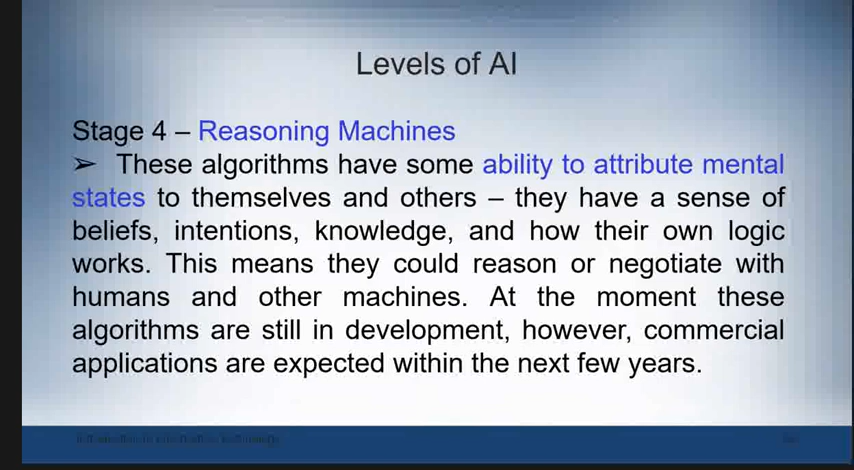 Levels of AI
Stage 4 – Reasoning Machines
➢ These algorithms have some ability to attribute mental
states to themselves and others – they have a sense of
beliefs, intentions, knowledge, and how their own logic
works. This means they could reason or negotiate with
humans and other machines. At the moment these
algorithms are still in development, however, commercial
applications are expected within the next few years.